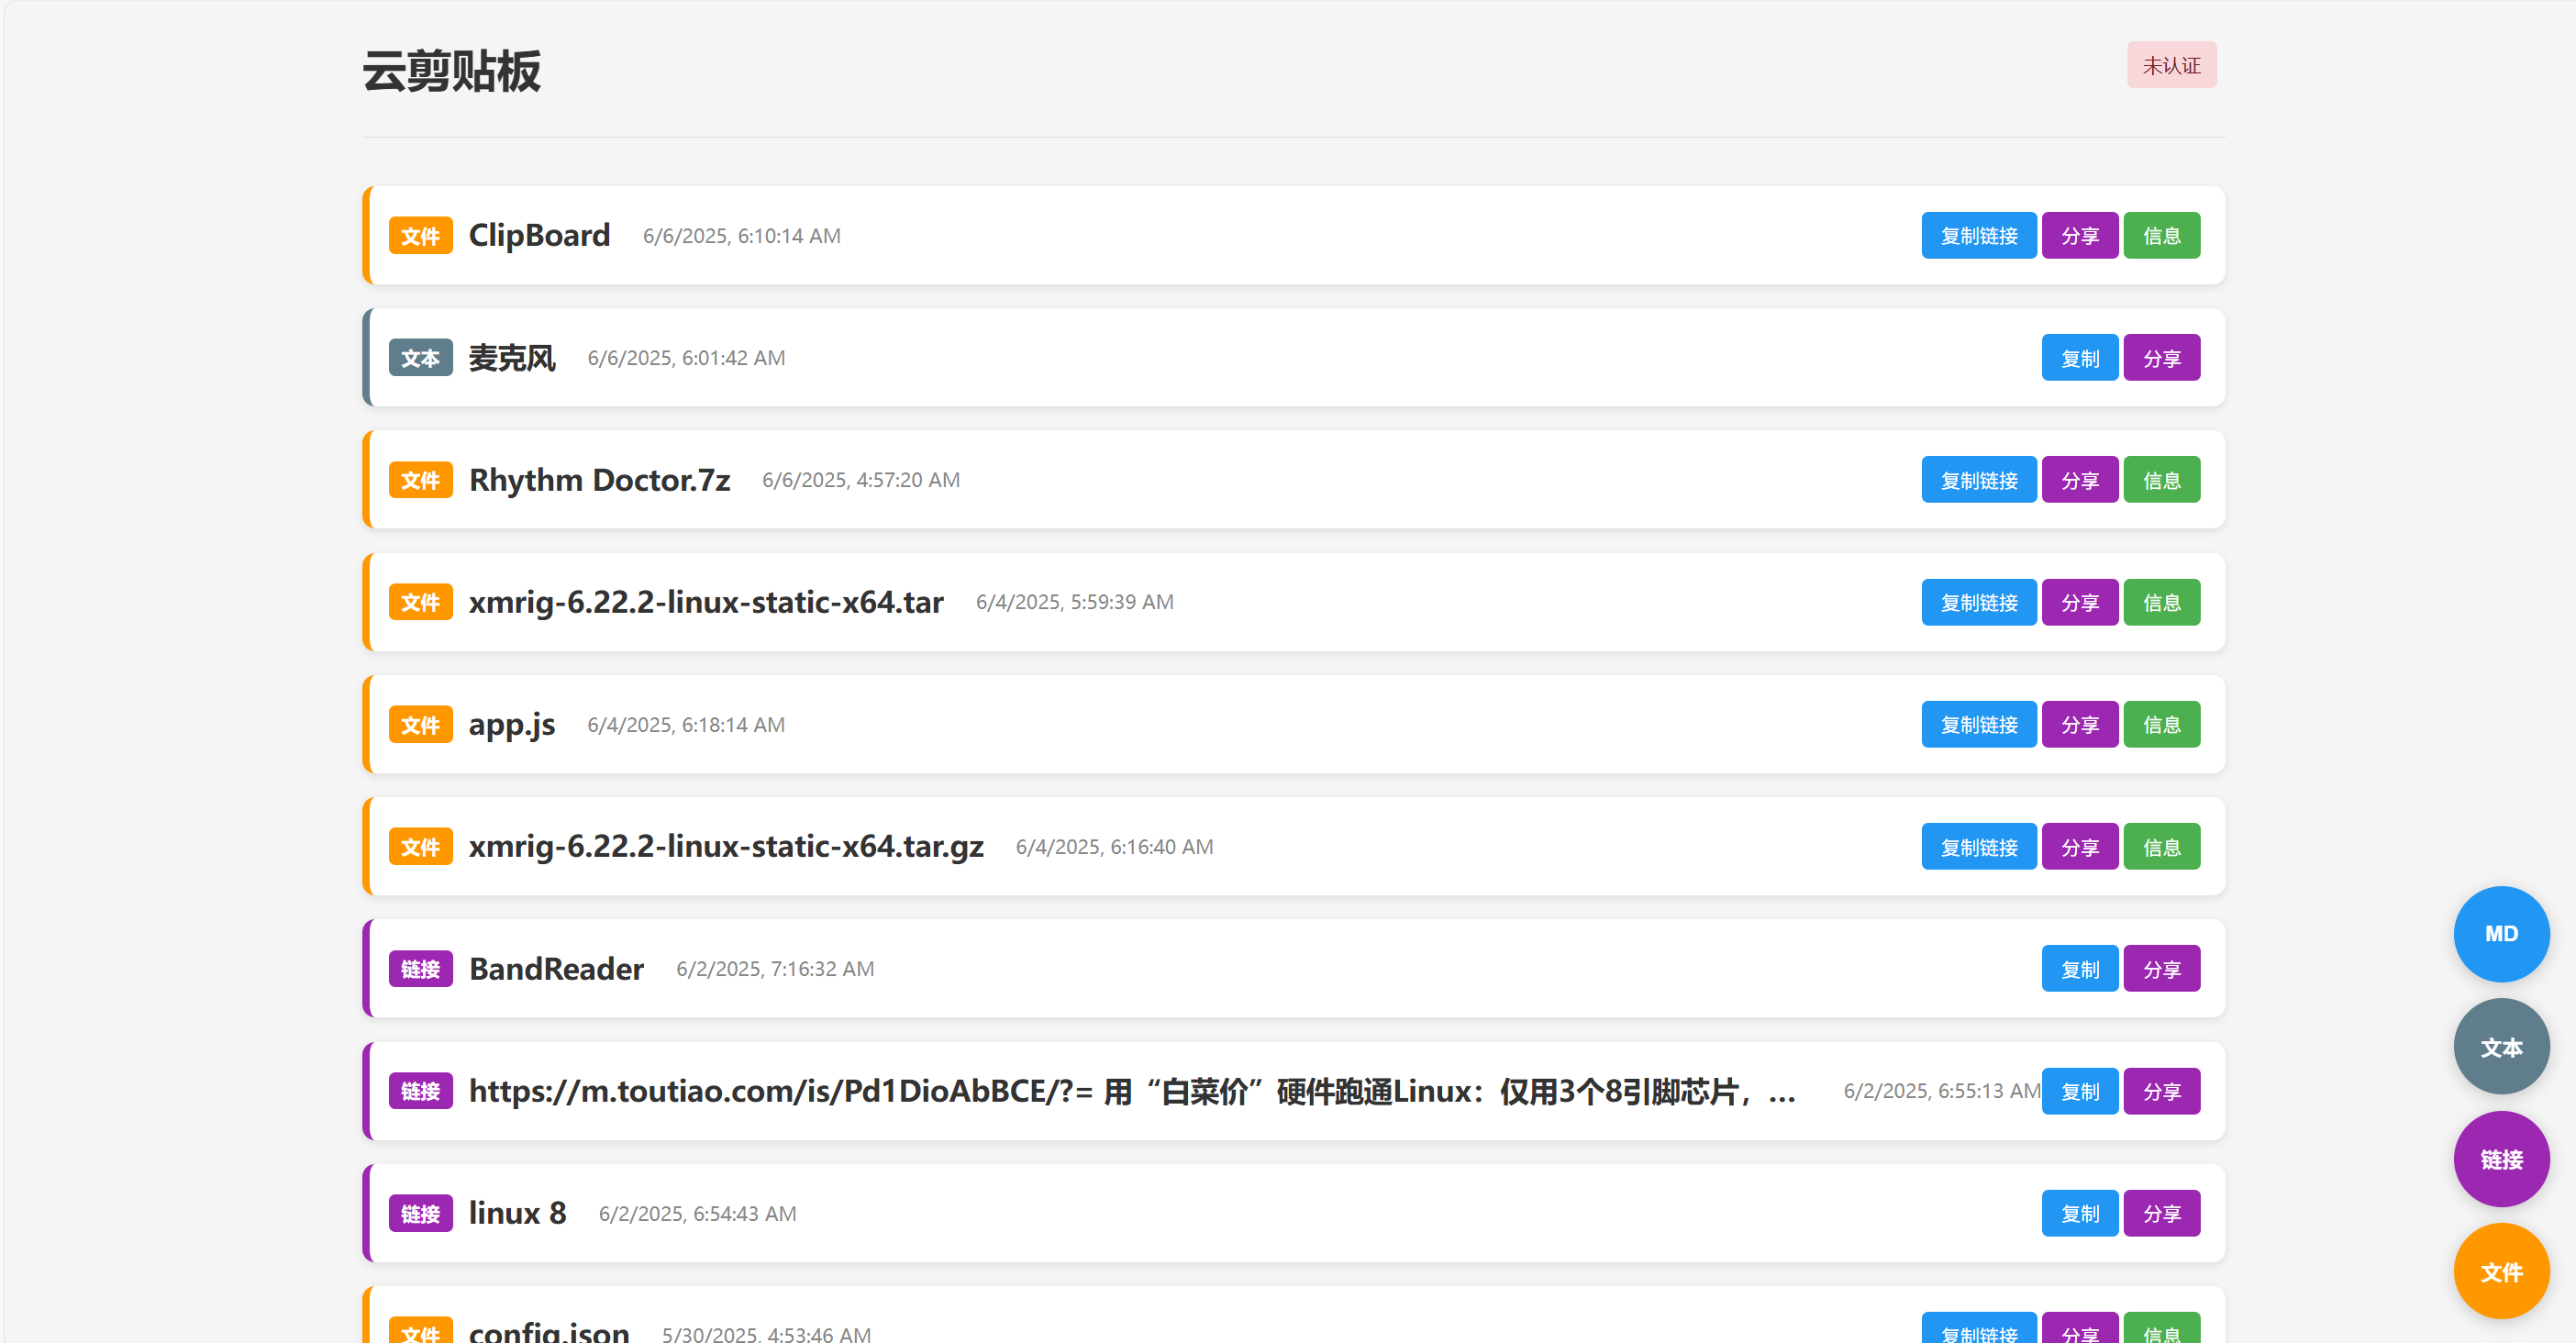 云剪贴板
未认证
文件 ClipBoard 6/6/2025, 6:10:14 AM 复制链接 分享 信息
文本 麦克风 6/6/2025, 6:01:42 AM 复制 分享
文件 Rhythm Doctor.7z 6/6/2025, 4:57:20 AM 复制链接 分享 信息
文件 xmrig-6.22.2-linux-static-x64.tar 6/4/2025, 5:59:39 AM 复制链接 分享 信息
文件 app.js 6/4/2025, 6:18:14 AM 复制链接 分享 信息
文件 xmrig-6.22.2-linux-static-x64.tar.gz 6/4/2025, 6:16:40 AM 复制链接 分享 信息
链接 BandReader 6/2/2025, 7:16:32 AM 复制 分享
链接 https://m.toutiao.com/is/Pd1DioAbBCE/?= 用“白菜价”硬件跑通Linux：仅用3个8引脚芯片，... 6/2/2025, 6:55:13 AM 复制 分享
链接 linux 8 6/2/2025, 6:54:43 AM 复制 分享
文件 config.json 5/30/2025, 4:53:46 AM 复制链接 分享 信息
MD
文本
链接
文件